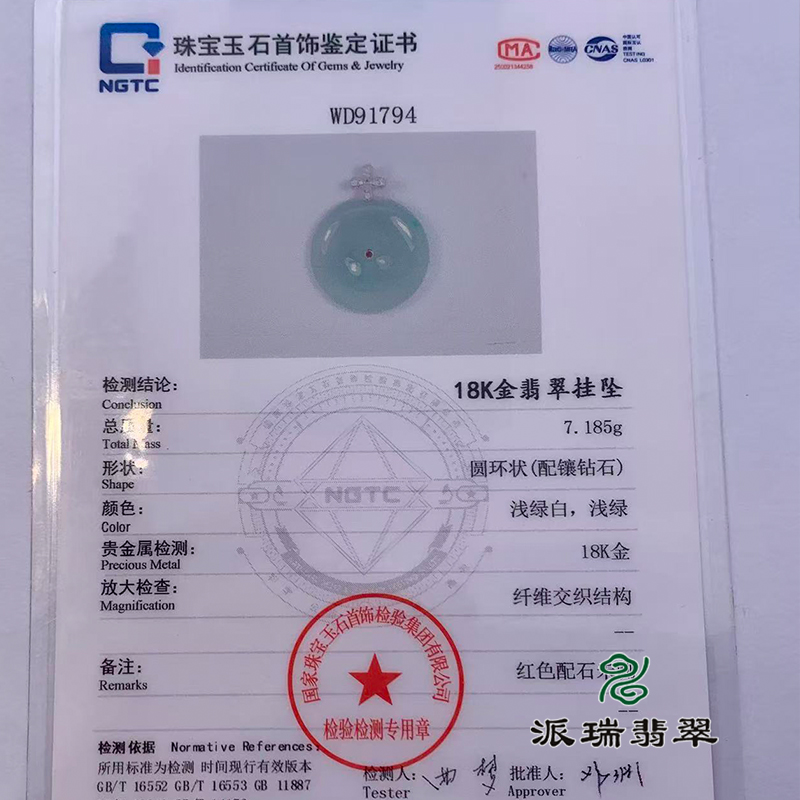 NGTC
珠宝玉石首饰鉴定证书
Identification Certificate Of Gems & Jewelry
MA
CNAS
WD91794
检测结论:
Conclusion
18K金翡翠挂坠
Total Mass
7.185g
形状:
Shape
圆环状(配镶钻石)
颜色:
Color
浅绿白，浅绿
贵金属检测:
Precious Metal
18K金
放大检查:
Magnification
纤维交织结构
--
备注:
Remarks
红色配石
--
NGTC
国家珠宝玉石首饰检验集团有限公司
检验检测专用章
派瑞翡翠
检测依据 Normative References:
所用标准为检测 时间现行有效版本
GB/T 16552 GB/T 16553 GB 11887
检测人:
Tester
批准人:
Approver